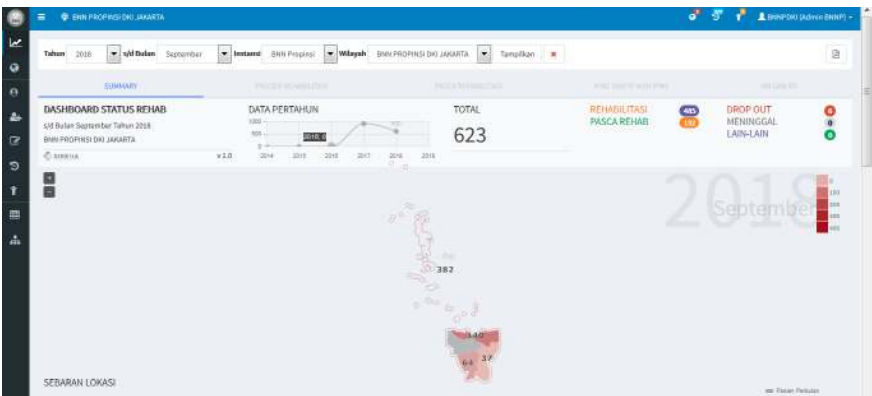 BNN PROPINSI DKI JAKARTA
BNNPDKI (Admin BNNP)
Tahun 2018 s/d Bulan September Instansi BNN Propinsi Wilayah BNN PROPINSI DKI JAKARTA Tampilkan
SUMMARY
DASHBOARD STATUS REHAB
s/d Bulan September Tahun 2018
BNN PROPINSI DKI JAKARTA
v 2.0
DATA PERTAHUN
1000
500
0
2014 2015 2016 2017 2018 2019
TOTAL
623
REHABILITASI 485
PASCA REHAB
DROP OUT
MENINGGAL
LAIN-LAIN
2018
September
382
140
64
37
SEBARAN LOKASI